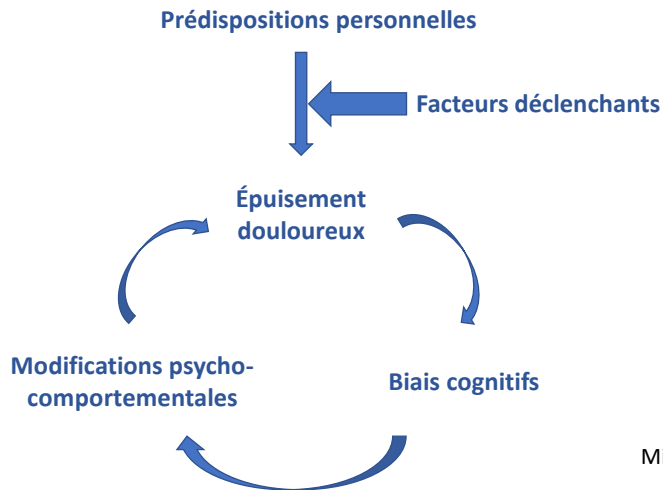 Prédispositions personnelles
Facteurs déclenchants
Épuisement
douloureux
Modifications psycho-
comportementales
Biais cognitifs